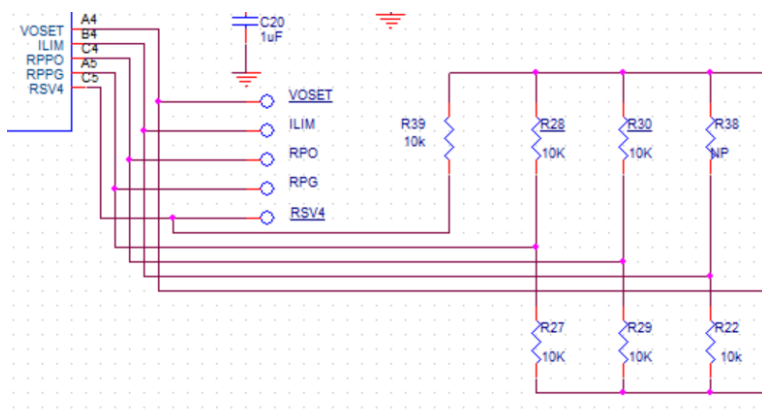 A4
VOSET
B4
ILIM
C4
RPPO
A5
RPPG
C5
RSV4
C20
1uF
VOSET
ILIM
RPO
RPG
RSV4
R39
10k
R28
10K
R30
10K
R38
NP
R27
10K
R29
10K
R22
10k